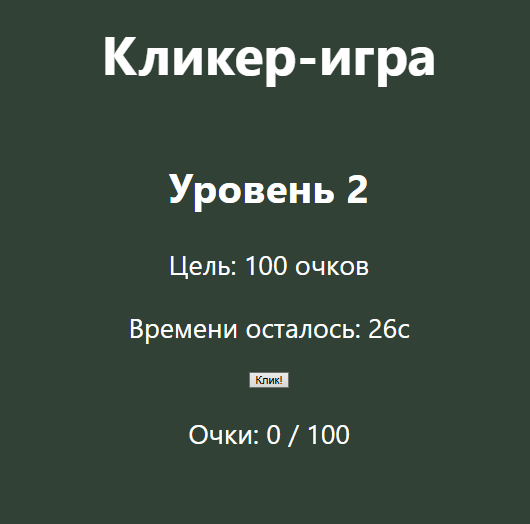 Кликер-игра
Уровень 2
Цель: 100 очков
Времени осталось: 26с
Клик!
Очки: 0 / 100